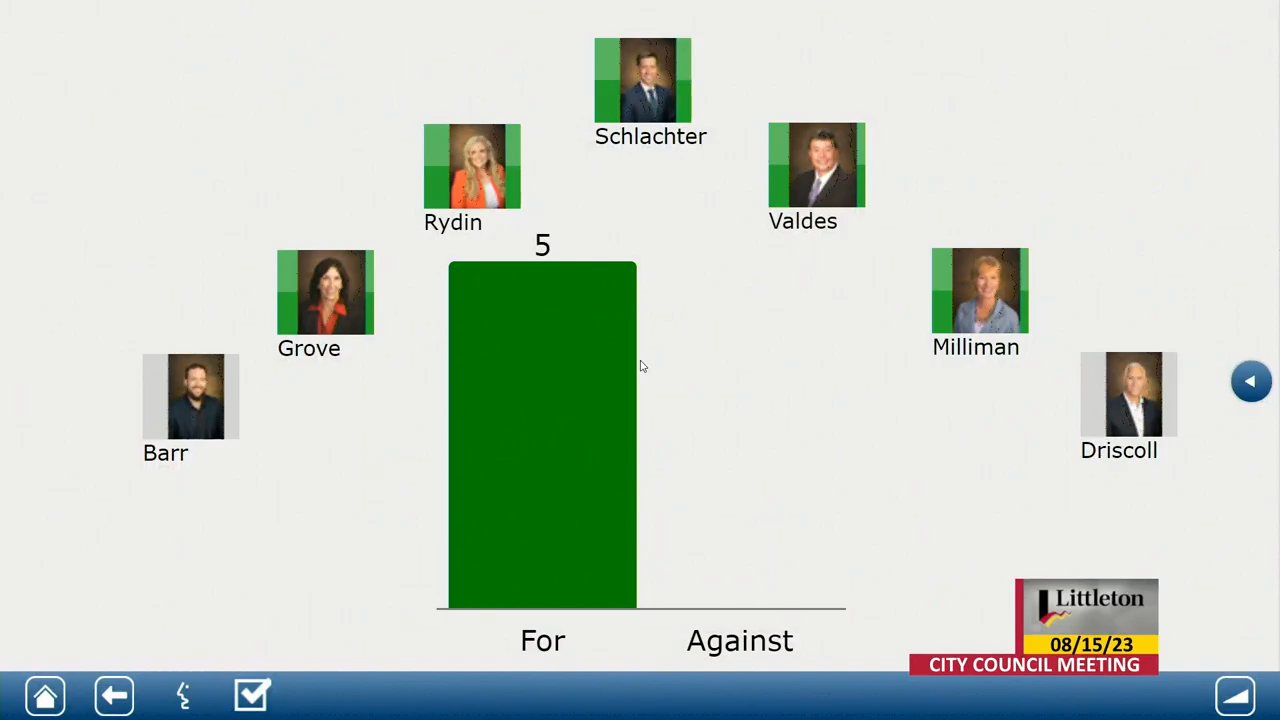 Schlachter
Rydin
Valdes
5
Grove
Milliman
Barr
Driscoll
For
Against
Littleton
08/15/23
CITY COUNCIL MEETING